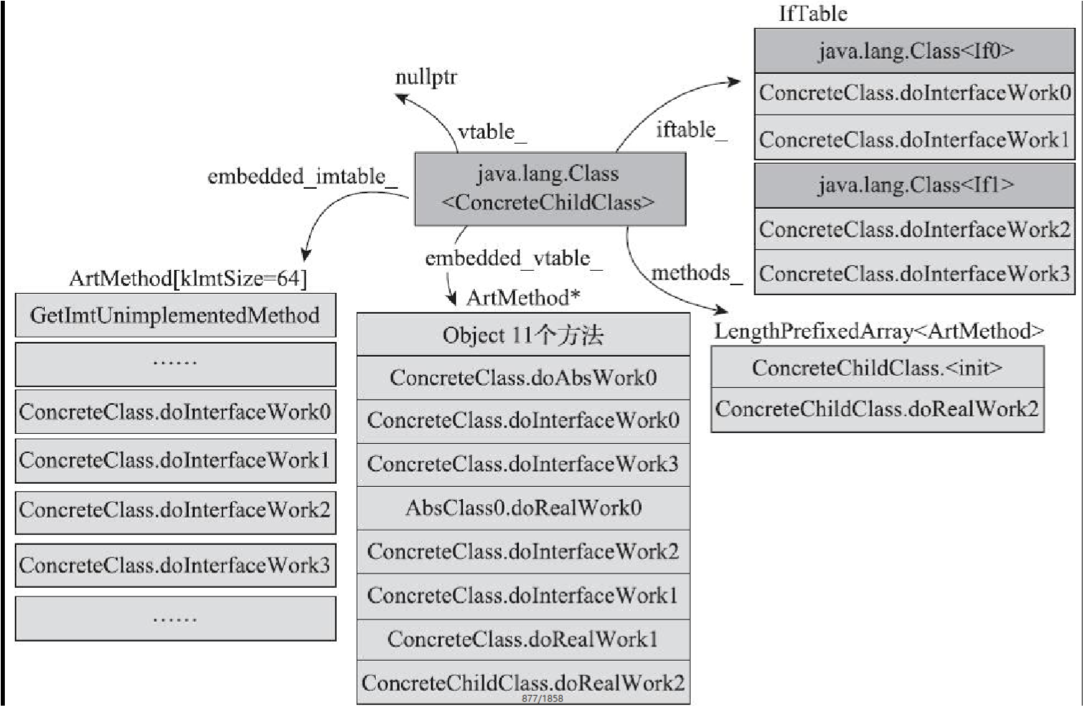 IfTable
java.lang.Class<If0>
ConcreteClass.doInterfaceWork0
ConcreteClass.doInterfaceWork1
java.lang.Class<If1>
ConcreteClass.doInterfaceWork2
ConcreteClass.doInterfaceWork3
nullptr
vtable_
iftable_
java.lang.Class
<ConcreteChildClass>
embedded_imtable_
embedded_vtable_
methods_
ArtMethod[klmtSize=64]
GetImtUnimplementedMethod
……
ConcreteClass.doInterfaceWork0
ConcreteClass.doInterfaceWork1
ConcreteClass.doInterfaceWork2
ConcreteClass.doInterfaceWork3
……
ArtMethod*
Object 11个方法
ConcreteClass.doAbsWork0
ConcreteClass.doInterfaceWork0
ConcreteClass.doInterfaceWork3
AbsClass0.doRealWork0
ConcreteClass.doInterfaceWork2
ConcreteClass.doInterfaceWork1
ConcreteClass.doRealWork1
ConcreteChildClass.doRealWork2
LengthPrefixedArray<ArtMethod>
ConcreteChildClass.<init>
ConcreteChildClass.doRealWork2
877/1858